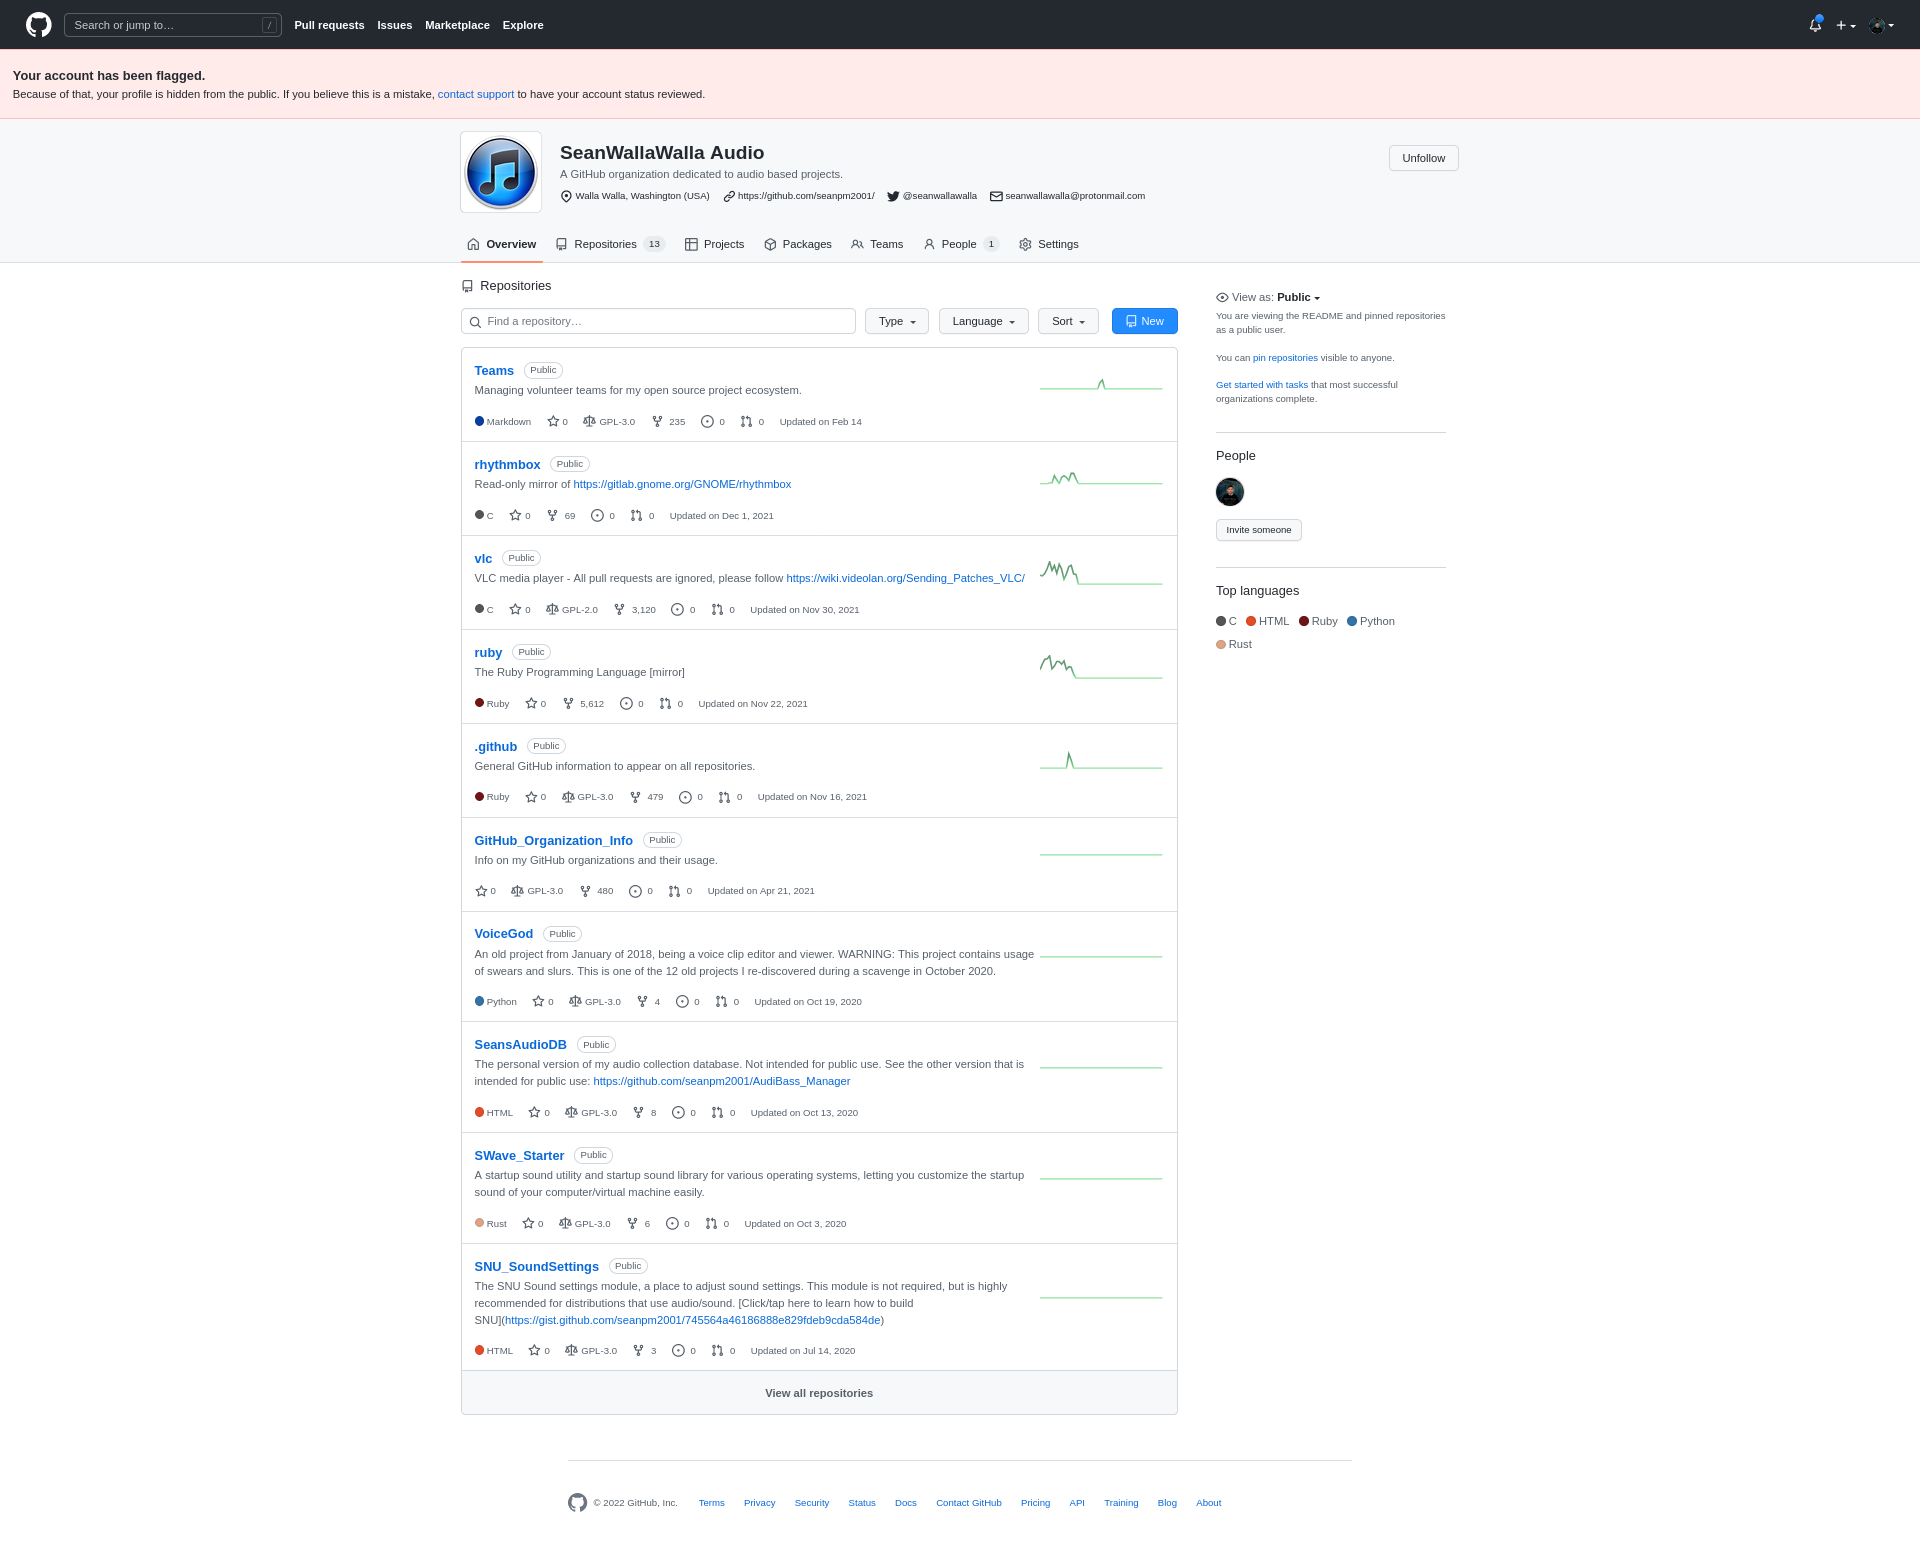 Search or jump to…
/
Pull requests Issues Marketplace Explore
Your account has been flagged.
Because of that, your profile is hidden from the public. If you believe this is a mistake, contact support to have your account status reviewed.
SeanWallaWalla Audio
Unfollow
A GitHub organization dedicated to audio based projects.
Walla Walla, Washington (USA) https://github.com/seanpm2001/ @seanwallawalla seanwallawalla@protonmail.com
Overview Repositories 13 Projects Packages Teams People 1 Settings
Repositories
Find a repository… Type Language Sort New
Teams Public
Managing volunteer teams for my open source project ecosystem.
Markdown 0 GPL-3.0 235 0 0 Updated on Feb 14
rhythmbox Public
Read-only mirror of https://gitlab.gnome.org/GNOME/rhythmbox
C 0 69 0 0 Updated on Dec 1, 2021
vlc Public
VLC media player - All pull requests are ignored, please follow https://wiki.videolan.org/Sending_Patches_VLC/
C 0 GPL-2.0 3,120 0 0 Updated on Nov 30, 2021
ruby Public
The Ruby Programming Language [mirror]
Ruby 0 5,612 0 0 Updated on Nov 22, 2021
.github Public
General GitHub information to appear on all repositories.
Ruby 0 GPL-3.0 479 0 0 Updated on Nov 16, 2021
GitHub_Organization_Info Public
Info on my GitHub organizations and their usage.
0 GPL-3.0 480 0 0 Updated on Apr 21, 2021
VoiceGod Public
An old project from January of 2018, being a voice clip editor and viewer. WARNING: This project contains usage
of swears and slurs. This is one of the 12 old projects I re-discovered during a scavenge in October 2020.
Python 0 GPL-3.0 4 0 0 Updated on Oct 19, 2020
SeansAudioDB Public
The personal version of my audio collection database. Not intended for public use. See the other version that is
intended for public use: https://github.com/seanpm2001/AudiBass_Manager
HTML 0 GPL-3.0 8 0 0 Updated on Oct 13, 2020
SWave_Starter Public
A startup sound utility and startup sound library for various operating systems, letting you customize the startup
sound of your computer/virtual machine easily.
Rust 0 GPL-3.0 6 0 0 Updated on Oct 3, 2020
SNU_SoundSettings Public
The SNU Sound settings module, a place to adjust sound settings. This module is not required, but is highly
recommended for distributions that use audio/sound. [Click/tap here to learn how to build
SNU](https://gist.github.com/seanpm2001/745564a46186888e829fdeb9cda584de)
HTML 0 GPL-3.0 3 0 0 Updated on Jul 14, 2020
View all repositories
View as: Public
You are viewing the README and pinned repositories
as a public user.
You can pin repositories visible to anyone.
Get started with tasks that most successful
organizations complete.
People
Invite someone
Top languages
C HTML Ruby Python
Rust
© 2022 GitHub, Inc. Terms Privacy Security Status Docs Contact GitHub Pricing API Training Blog About